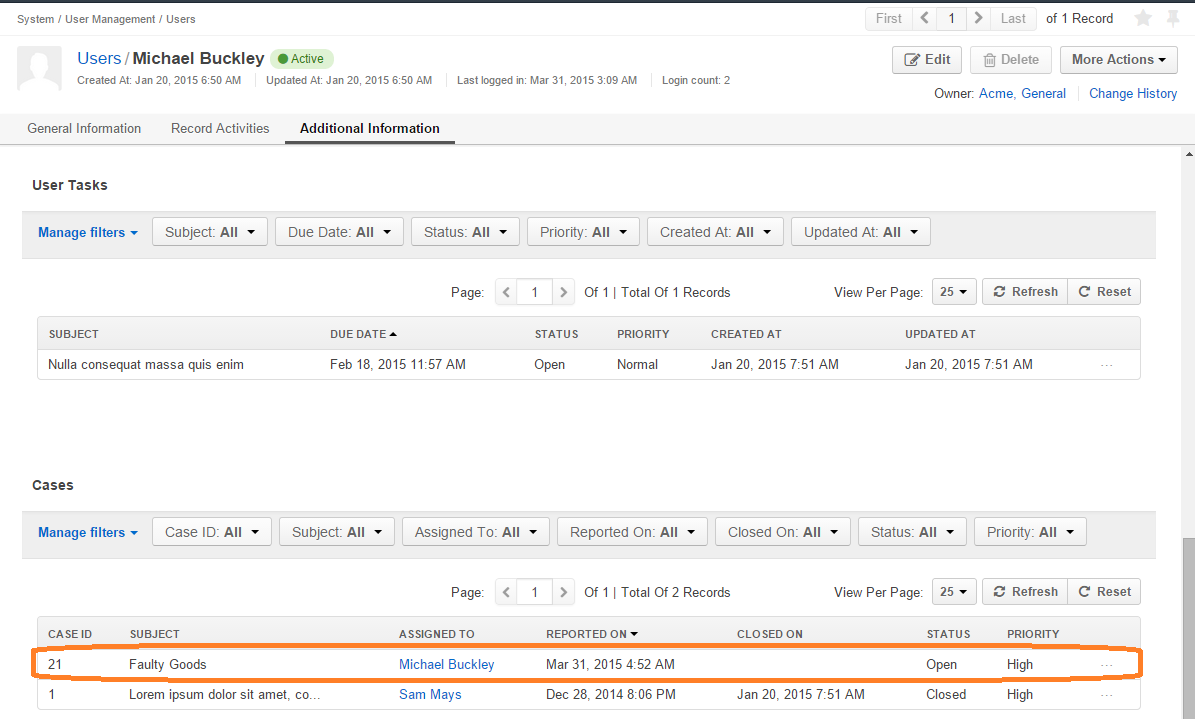 System / User Management / Users First 1 Last of 1 Record
Users / Michael Buckley Active Edit Delete More Actions
Created At: Jan 20, 2015 6:50 AM Updated At: Jan 20, 2015 6:50 AM Last logged in: Mar 31, 2015 3:09 AM Login count: 2
Owner: Acme, General Change History
General Information Record Activities Additional Information
User Tasks
Manage filters Subject: All Due Date: All Status: All Priority: All Created At: All Updated At: All
Page: 1 Of 1 | Total Of 1 Records View Per Page: 25 Refresh Reset
SUBJECT DUE DATE STATUS PRIORITY CREATED AT UPDATED AT
Nulla consequat massa quis enim Feb 18, 2015 11:57 AM Open Normal Jan 20, 2015 7:51 AM Jan 20, 2015 7:51 AM ...
Cases
Manage filters Case ID: All Subject: All Assigned To: All Reported On: All Closed On: All Status: All Priority: All
Page: 1 Of 1 | Total Of 2 Records View Per Page: 25 Refresh Reset
CASE ID SUBJECT ASSIGNED TO REPORTED ON CLOSED ON STATUS PRIORITY
21 Faulty Goods Michael Buckley Mar 31, 2015 4:52 AM Open High ...
1 Lorem ipsum dolor sit amet, co... Sam Mays Dec 28, 2014 8:06 PM Jan 20, 2015 7:51 AM Closed High ...